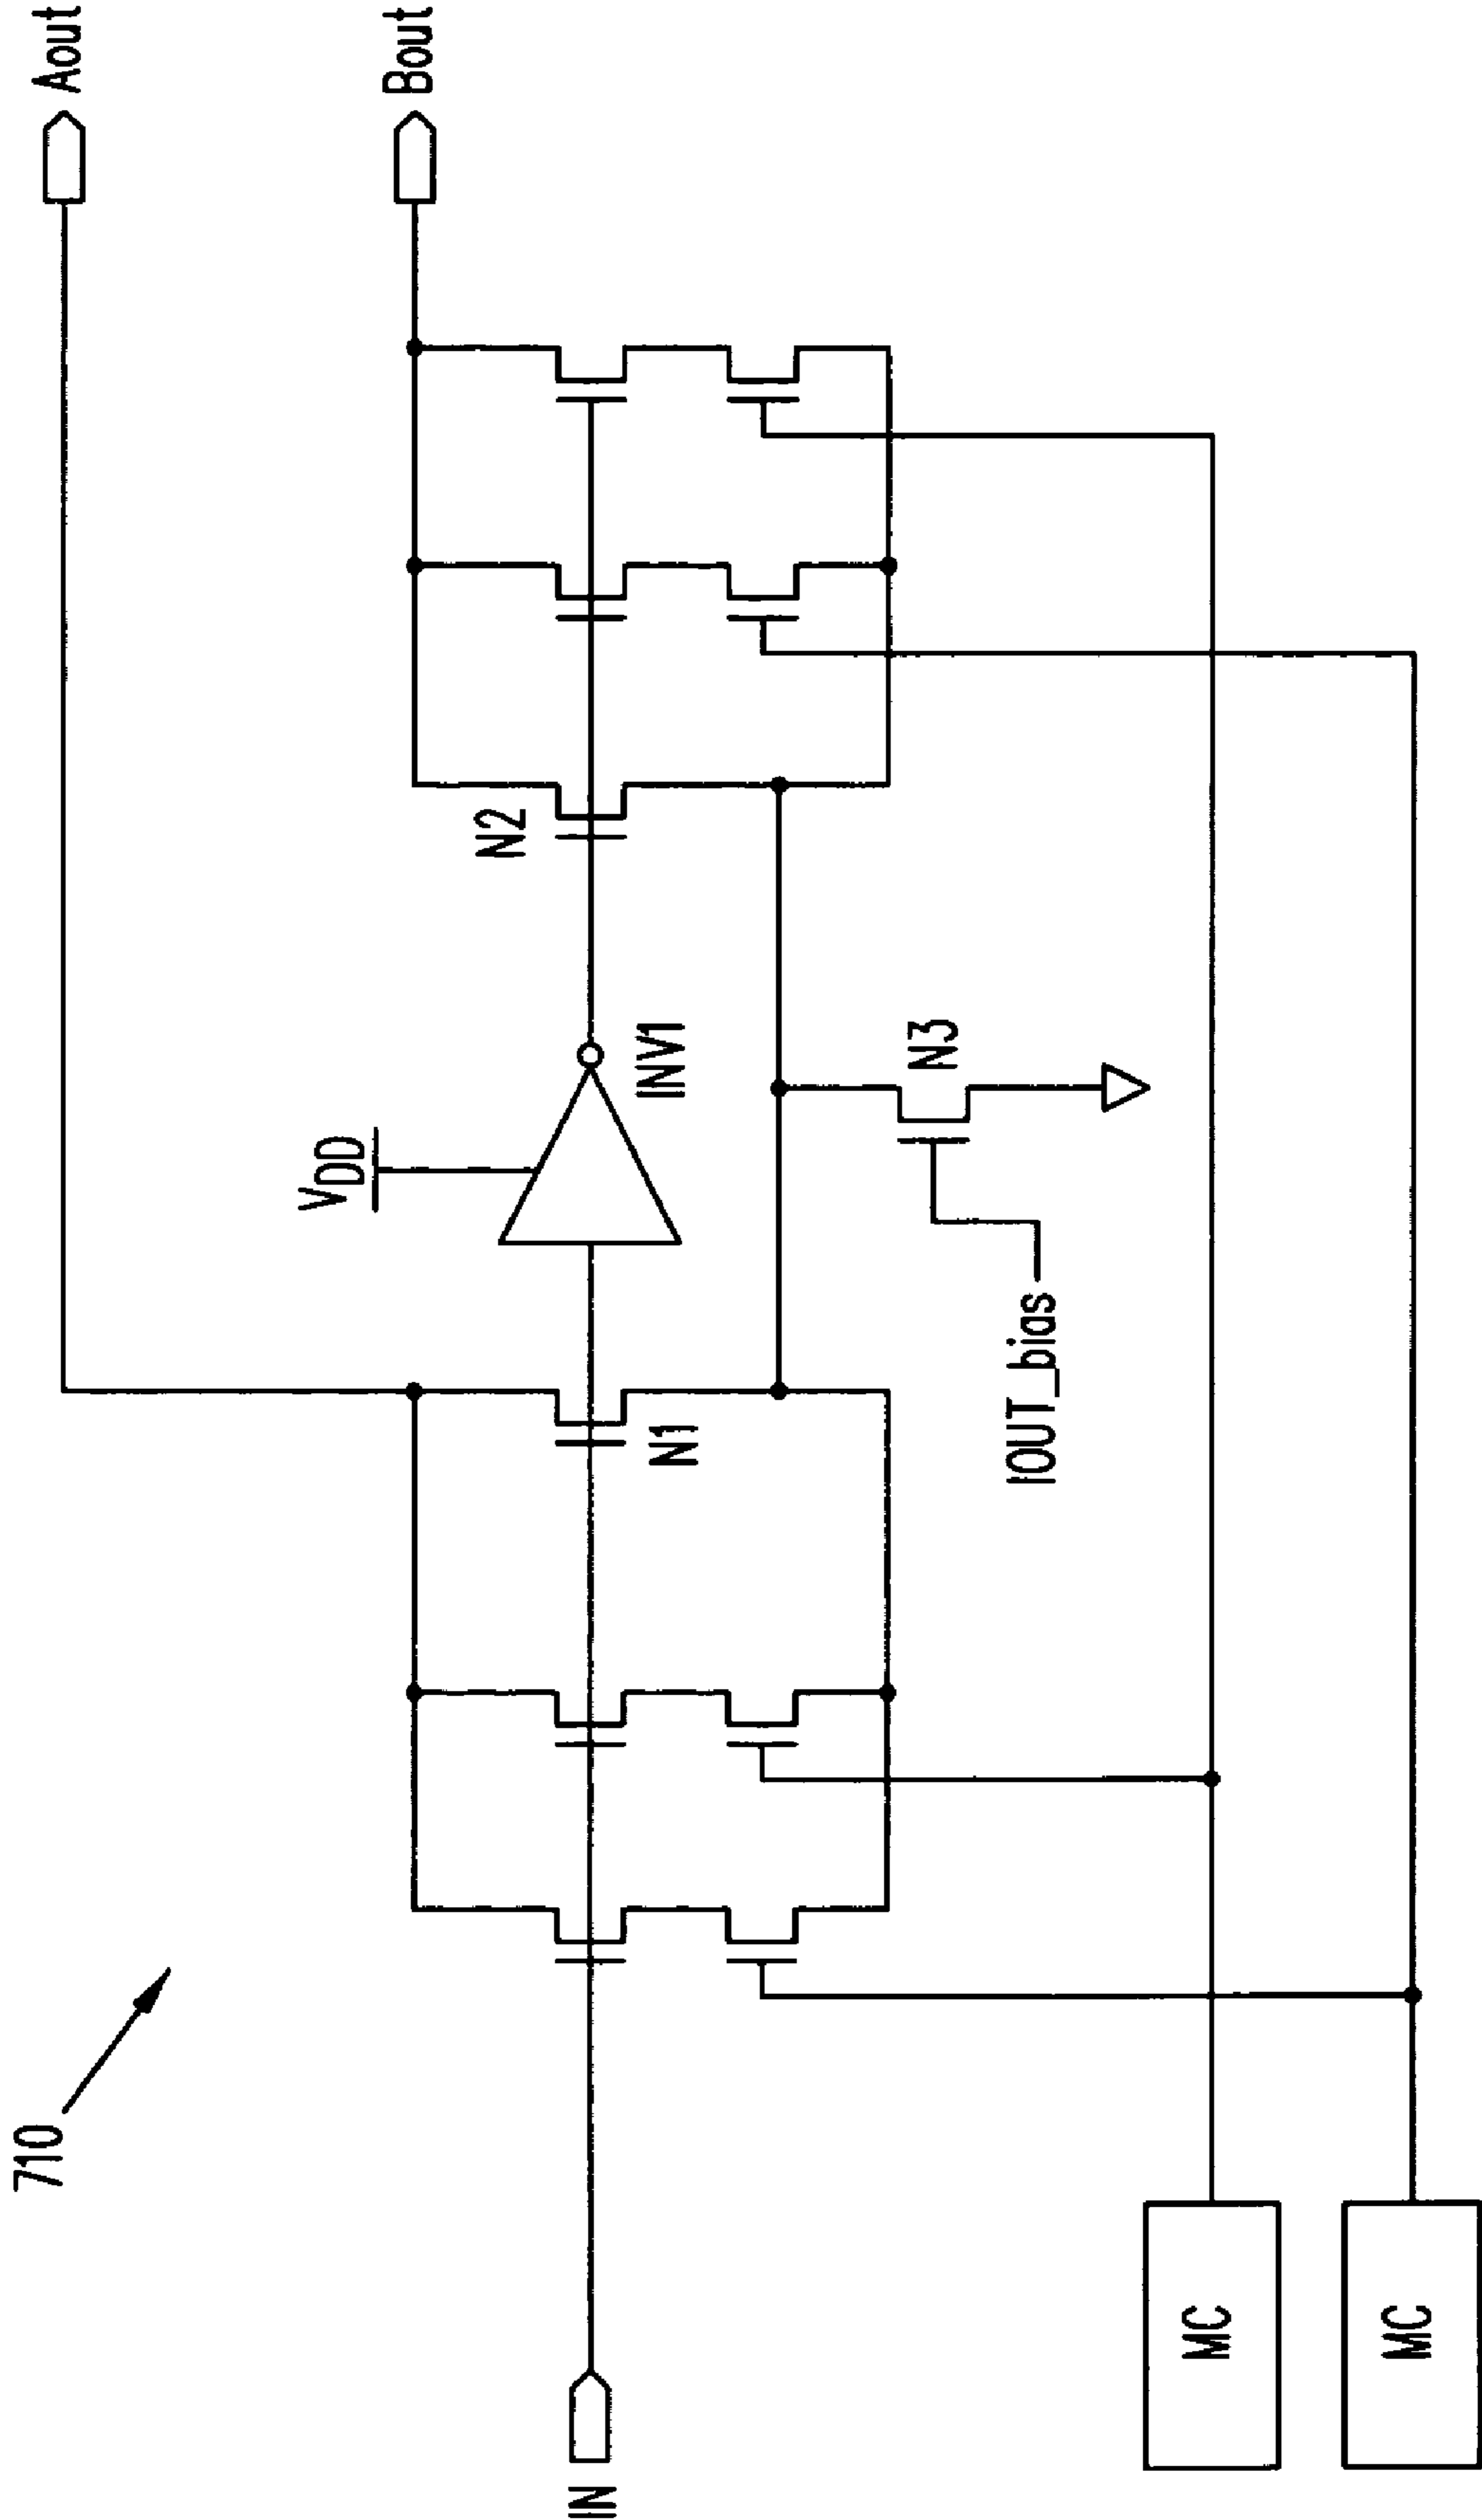 710
Aout
Bout
VDD
N2
INV1
N1
N3
IOUT_bias
IN
MC
MC